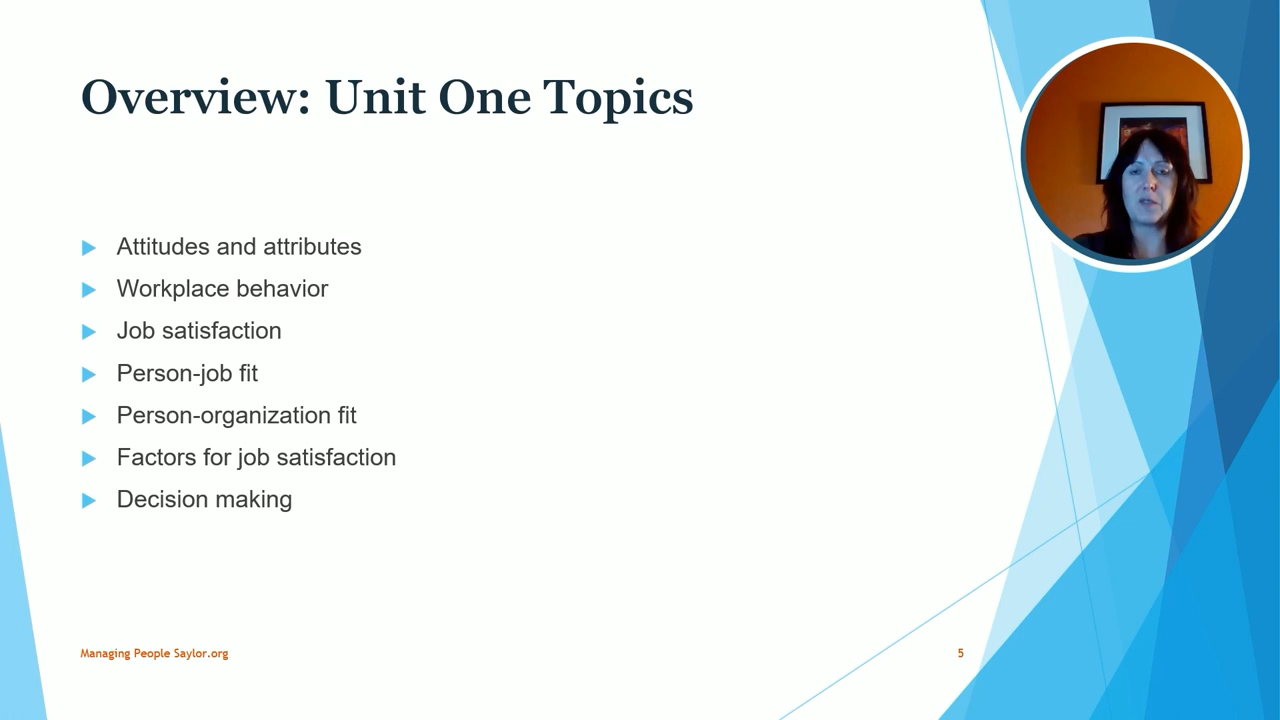 Overview: Unit One Topics
Attitudes and attributes
Workplace behavior
Job satisfaction
Person-job fit
Person-organization fit
Factors for job satisfaction
Decision making
Managing People Saylor.org
5